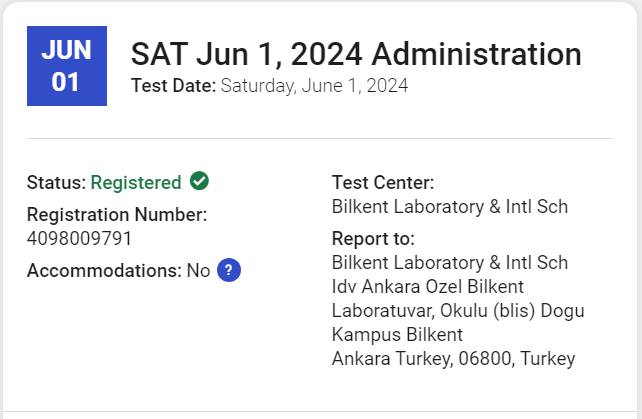 JUN
01
SAT Jun 1, 2024 Administration
Test Date: Saturday, June 1, 2024
Status: Registered
Registration Number:
4098009791
Accommodations: No ?
Test Center:
Bilkent Laboratory & Intl Sch
Report to:
Bilkent Laboratory & Intl Sch
Idv Ankara Ozel Bilkent
Laboratuvar, Okulu (blis) Dogu
Kampus Bilkent
Ankara Turkey, 06800, Turkey